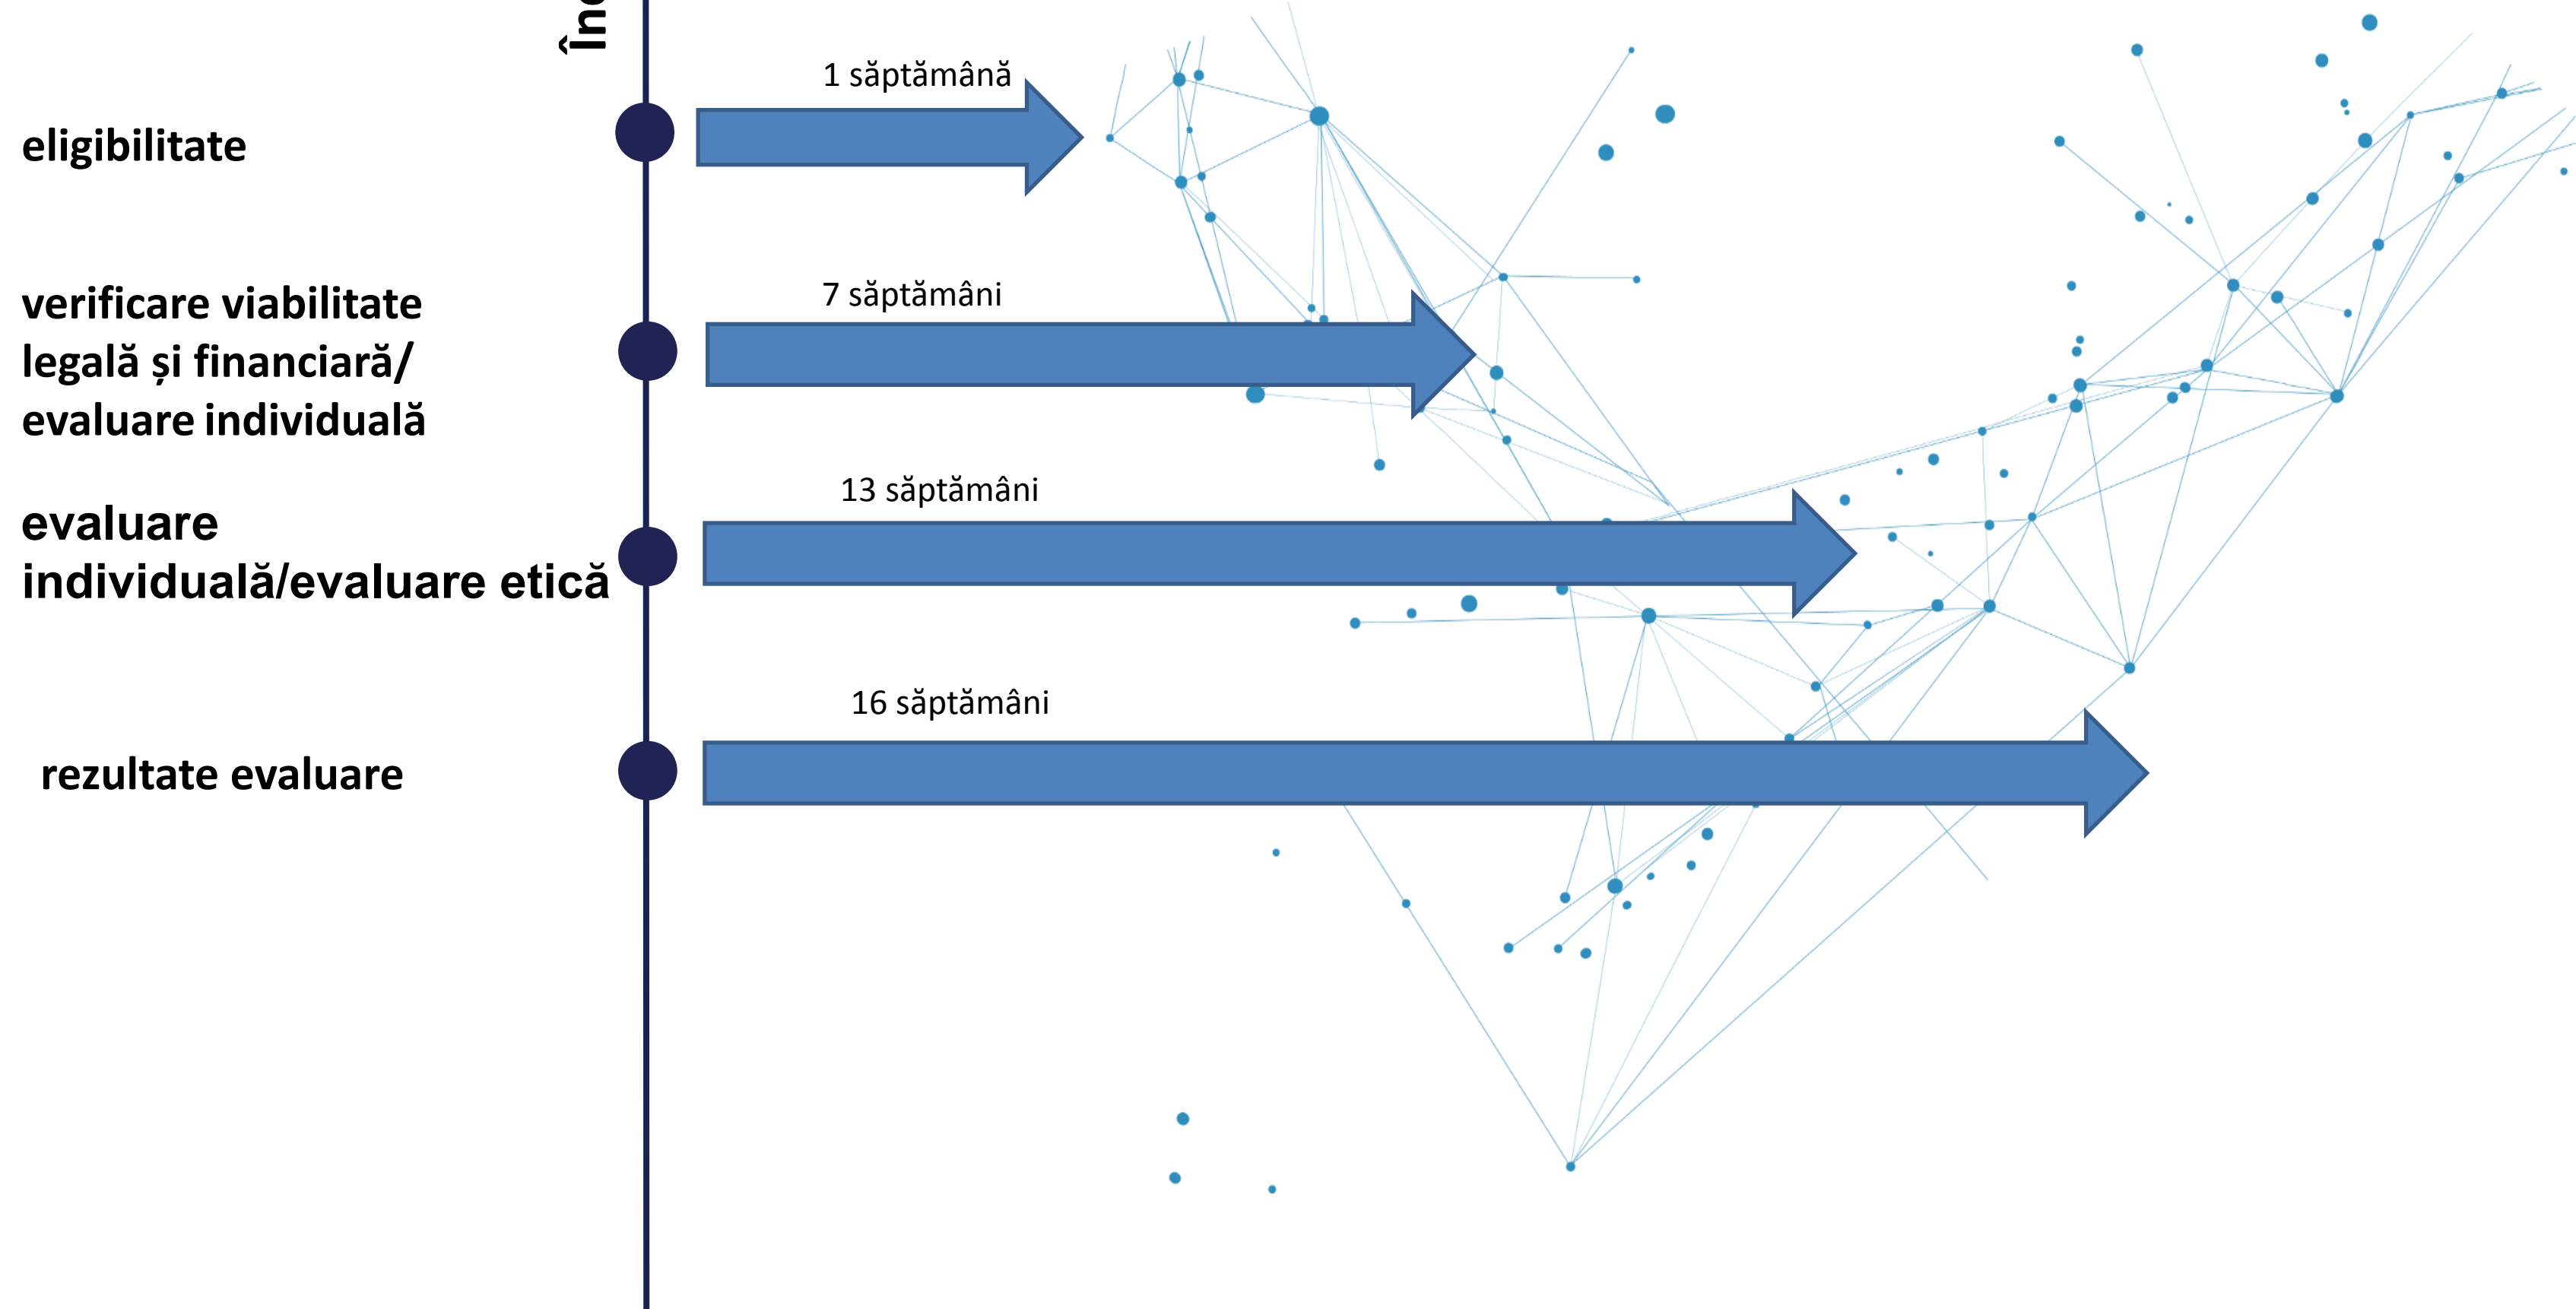 1 săptămână
eligibilitate
7 săptămâni
verificare viabilitate
legală și financiară/
evaluare individuală
13 săptămâni
evaluare
individuală/evaluare etică
16 săptămâni
rezultate evaluare